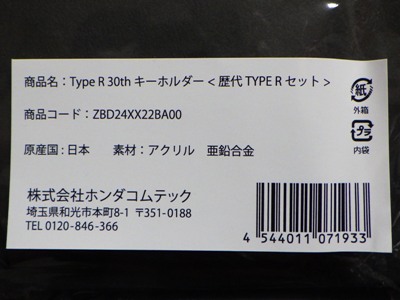 商品名：Type R 30th キーホルダー < 歴代 TYPE R セット >
商品コード：ZBD24XX22BA00
原産国：日本　素材：アクリル　亜鉛合金
紙
外箱
プラ
内袋
株式会社ホンダコムテック
埼玉県和光市本町8-1 〒351-0188
TEL 0120-846-366
4 544011 071933